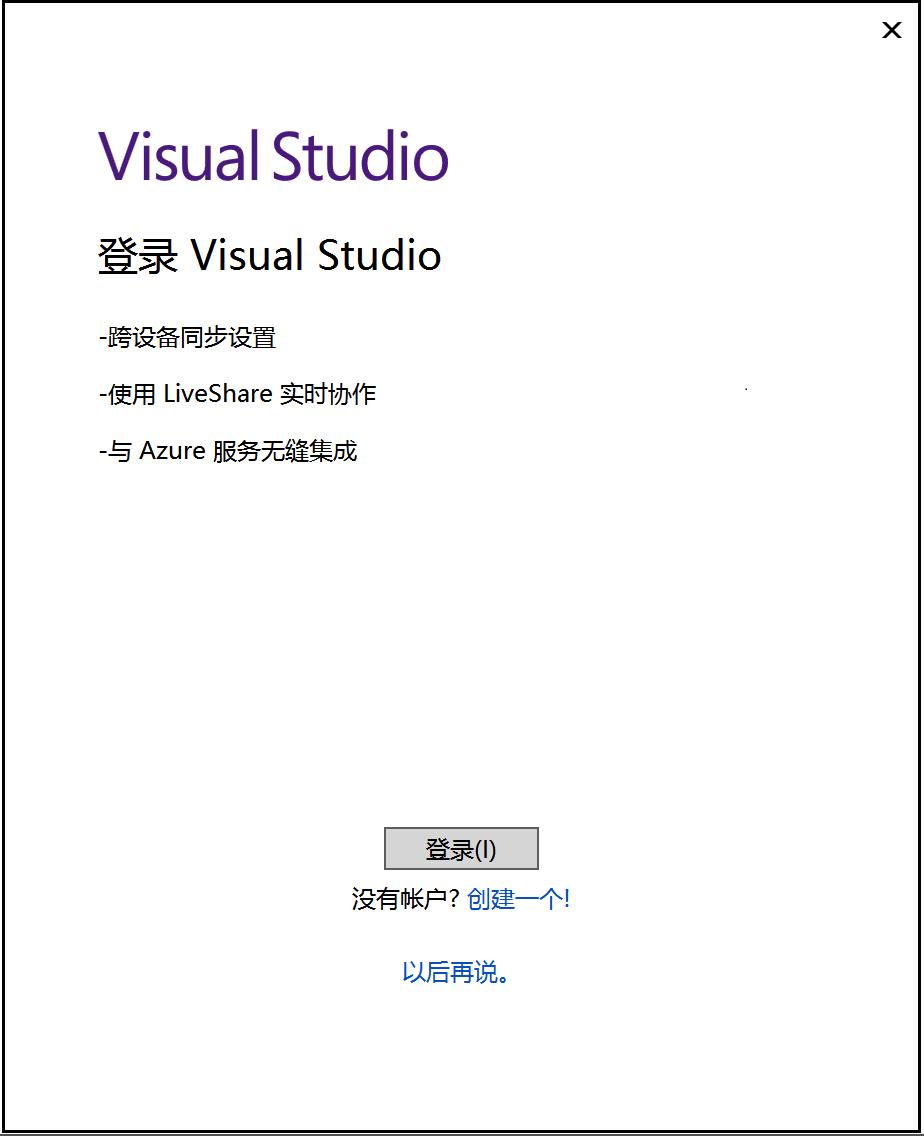 Visual Studio
登录 Visual Studio
-跨设备同步设置
-使用 LiveShare 实时协作
-与 Azure 服务无缝集成
登录(I)
没有帐户? 创建一个!
以后再说。